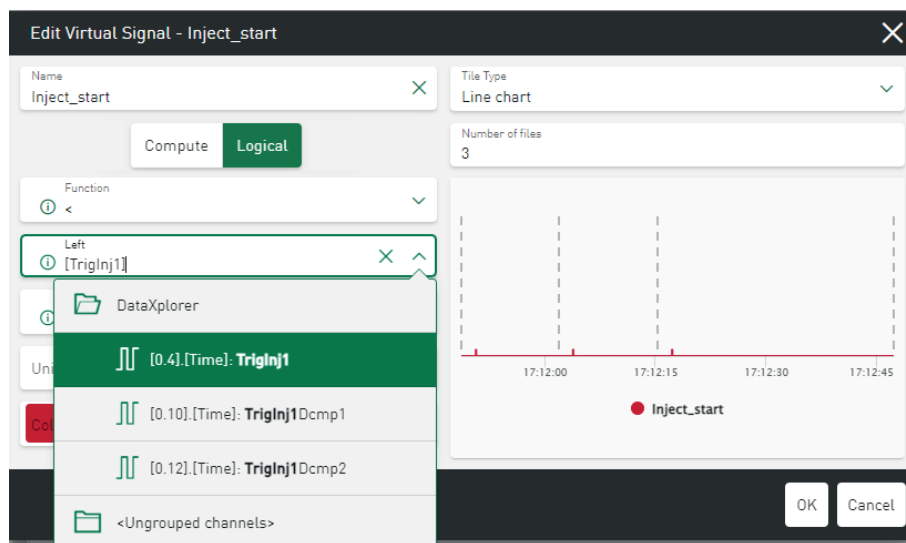 Edit Virtual Signal - Inject_start
Name
Inject_start
Compute
Logical
Function
<
Left
[TrigInj1]
DataXplorer
[0.4].[Time]: TrigInj1
[0.10].[Time]: TrigInj1Dcmp1
[0.12].[Time]: TrigInj1Dcmp2
<Ungrouped channels>
Uni
Col
Tile Type
Line chart
Number of files
3
17:12:00 17:12:15 17:12:30 17:12:45
Inject_start
OK
Cancel